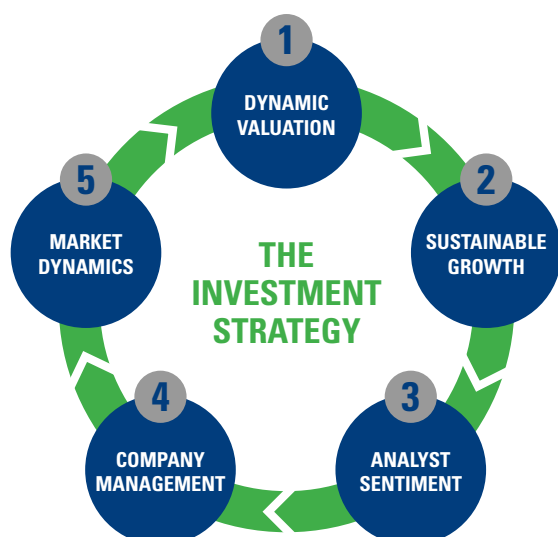 1
DYNAMIC
VALUATION
2
SUSTAINABLE
GROWTH
3
ANALYST
SENTIMENT
4
COMPANY
MANAGEMENT
5
MARKET
DYNAMICS
THE
INVESTMENT
STRATEGY